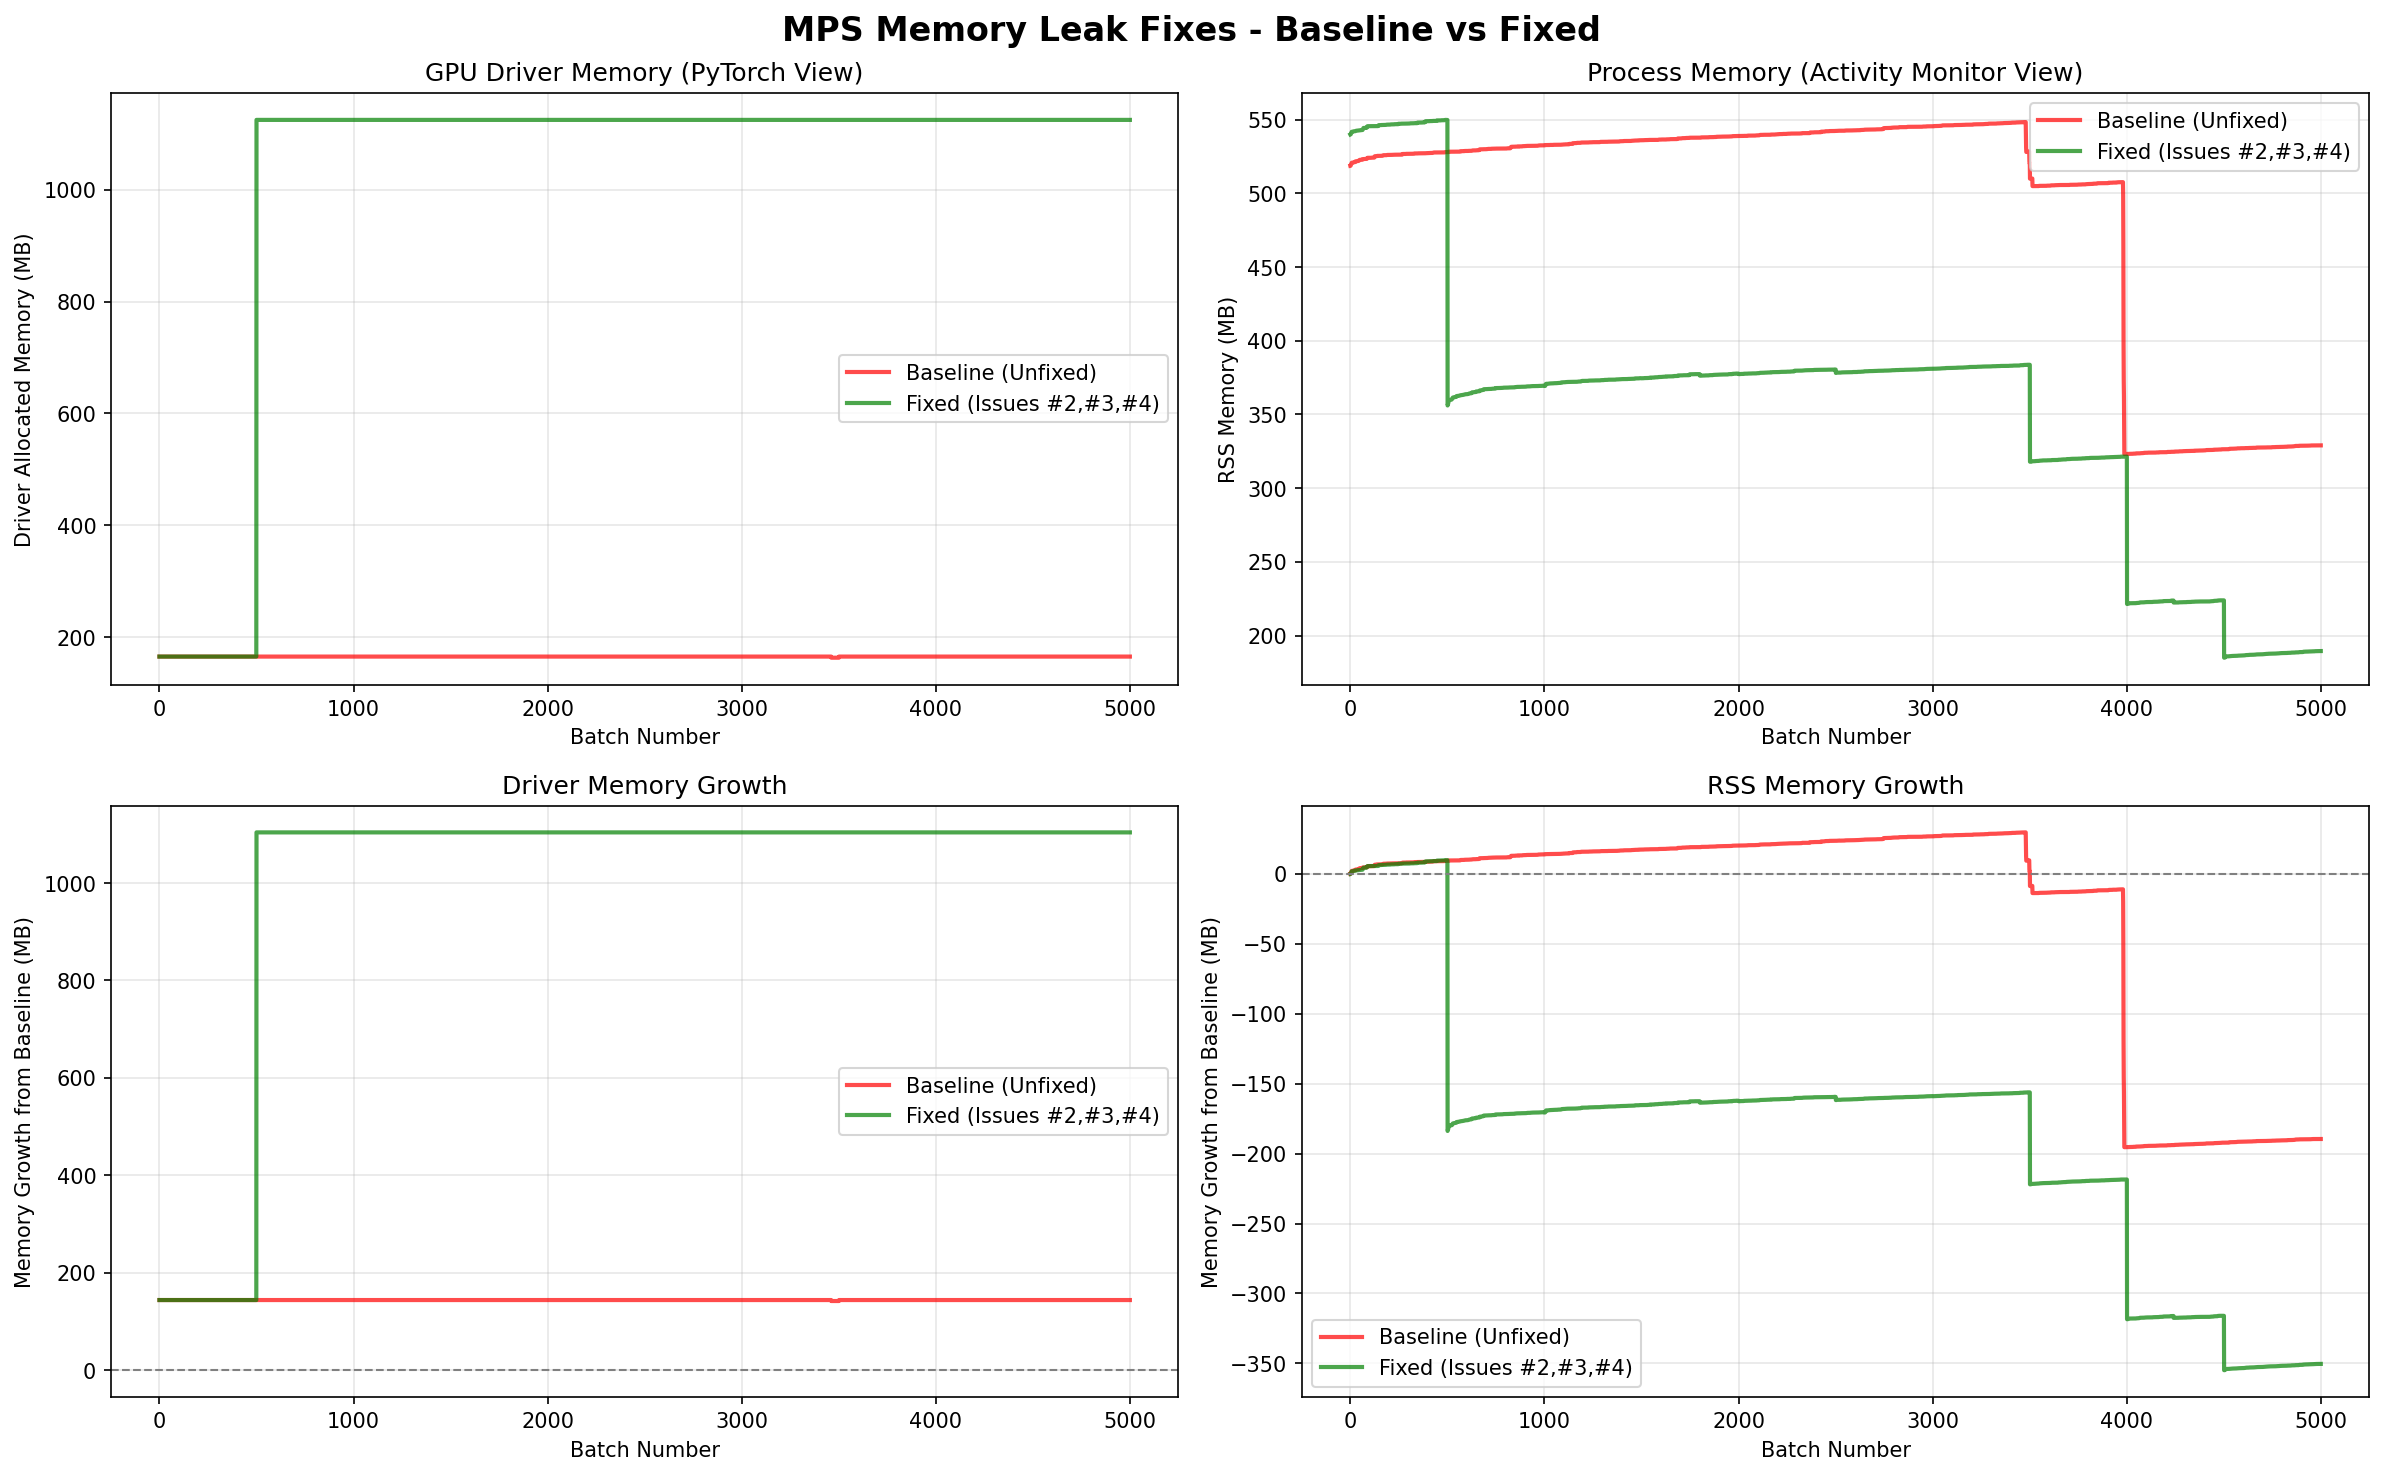 MPS Memory Leak Fixes - Baseline vs Fixed
GPU Driver Memory (PyTorch View)
Driver Allocated Memory (MB)
1000
800
600
400
200
Baseline (Unfixed)
Fixed (Issues #2,#3,#4)
0 1000 2000 3000 4000 5000
Batch Number
Process Memory (Activity Monitor View)
RSS Memory (MB)
550
500
450
400
350
300
250
200
Baseline (Unfixed)
Fixed (Issues #2,#3,#4)
0 1000 2000 3000 4000 5000
Batch Number
Driver Memory Growth
Memory Growth from Baseline (MB)
1000
800
600
400
200
0
Baseline (Unfixed)
Fixed (Issues #2,#3,#4)
0 1000 2000 3000 4000 5000
Batch Number
RSS Memory Growth
Memory Growth from Baseline (MB)
0
−50
−100
−150
−200
−250
−300
−350
Baseline (Unfixed)
Fixed (Issues #2,#3,#4)
0 1000 2000 3000 4000 5000
Batch Number